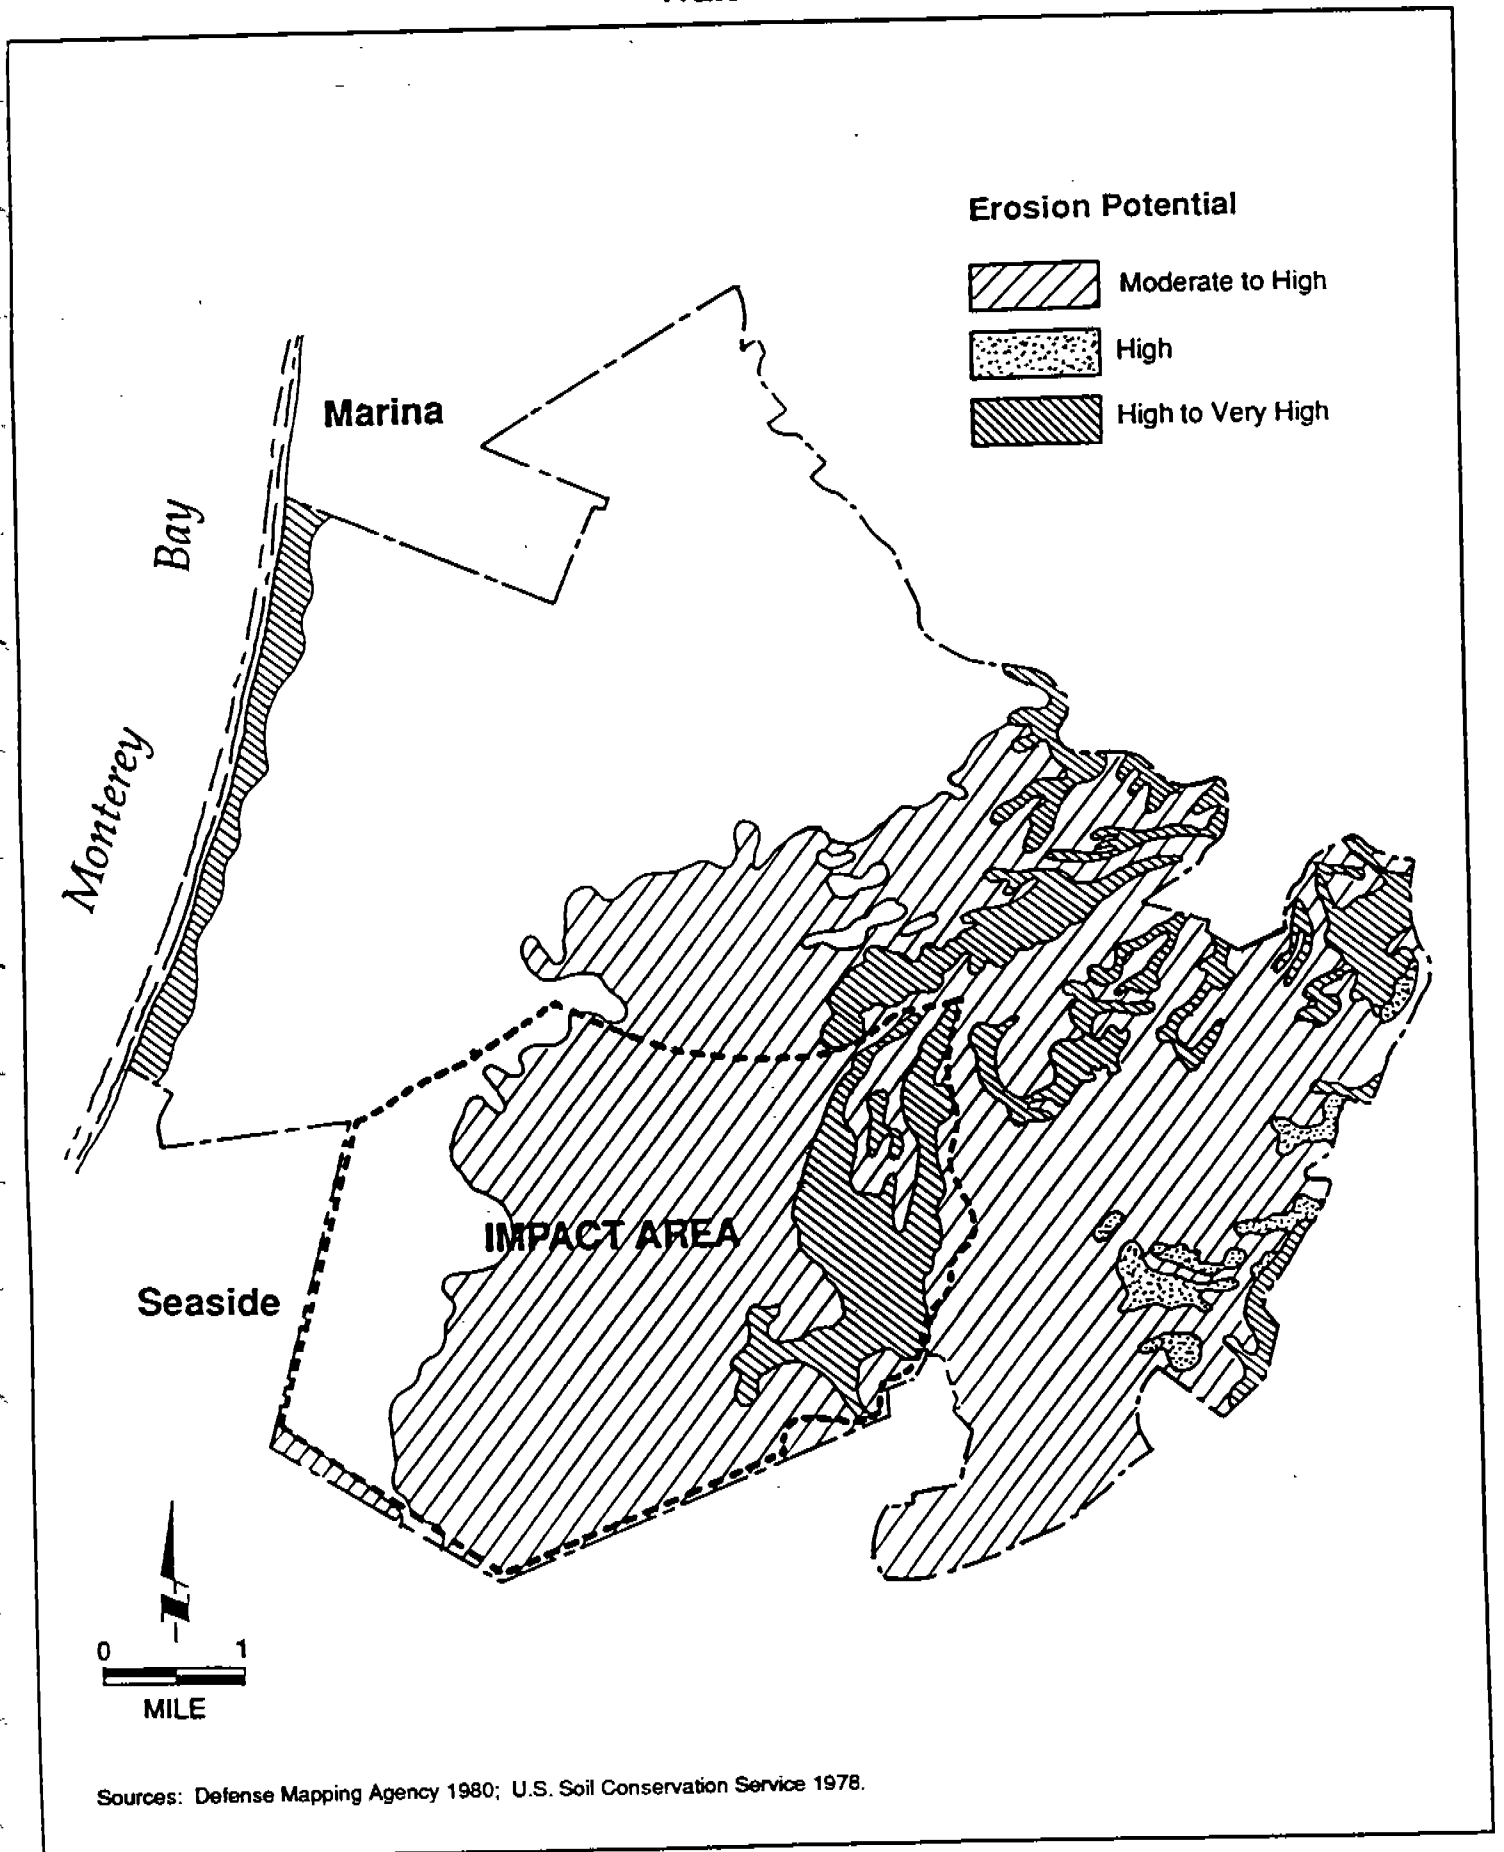 Erosion Potential
Moderate to High
High
High to Very High
Marina
Monterey Bay
IMPACT AREA
Seaside
0 1
MILE
Sources: Defense Mapping Agency 1980; U.S. Soil Conservation Service 1978.